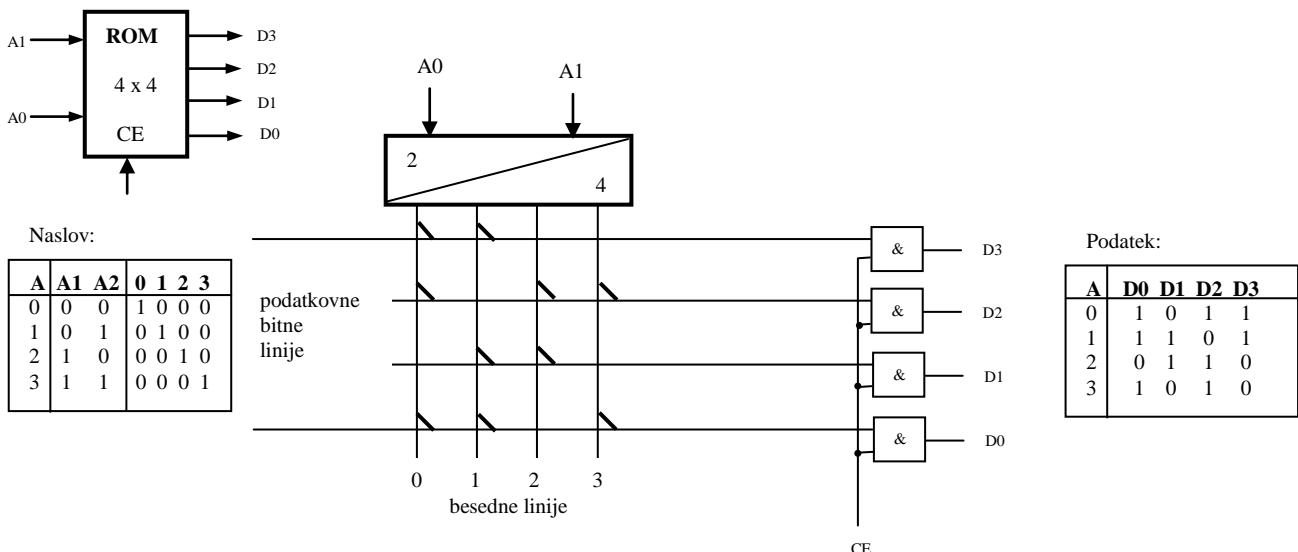 A1
ROM
4 x 4
A0
CE
D3
D2
D1
D0
A0
A1
2
4
Naslov:
A A1 A2 0 1 2 3
0 0 0 1 0 0 0
1 0 1 0 1 0 0
2 1 0 0 0 1 0
3 1 1 0 0 0 1
podatkovne
bitne
linije
0 1 2 3
besedne linije
& D3
& D2
& D1
& D0
CE
Podatek:
A D0 D1 D2 D3
0 1 0 1 1
1 1 1 0 1
2 0 1 1 0
3 1 0 1 0